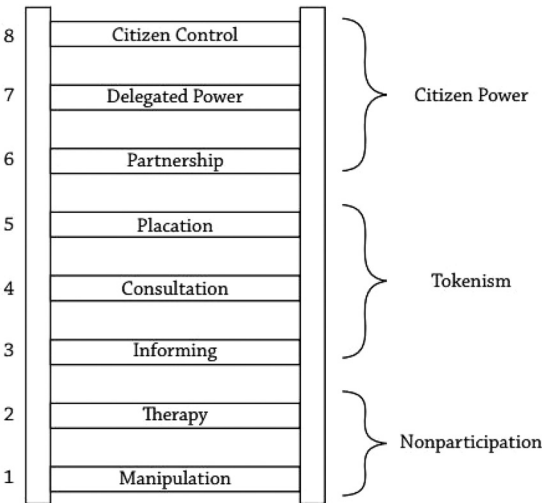 8 Citizen Control
7 Delegated Power
Citizen Power
6 Partnership
5 Placation
4 Consultation
Tokenism
3 Informing
2 Therapy
Nonparticipation
1 Manipulation